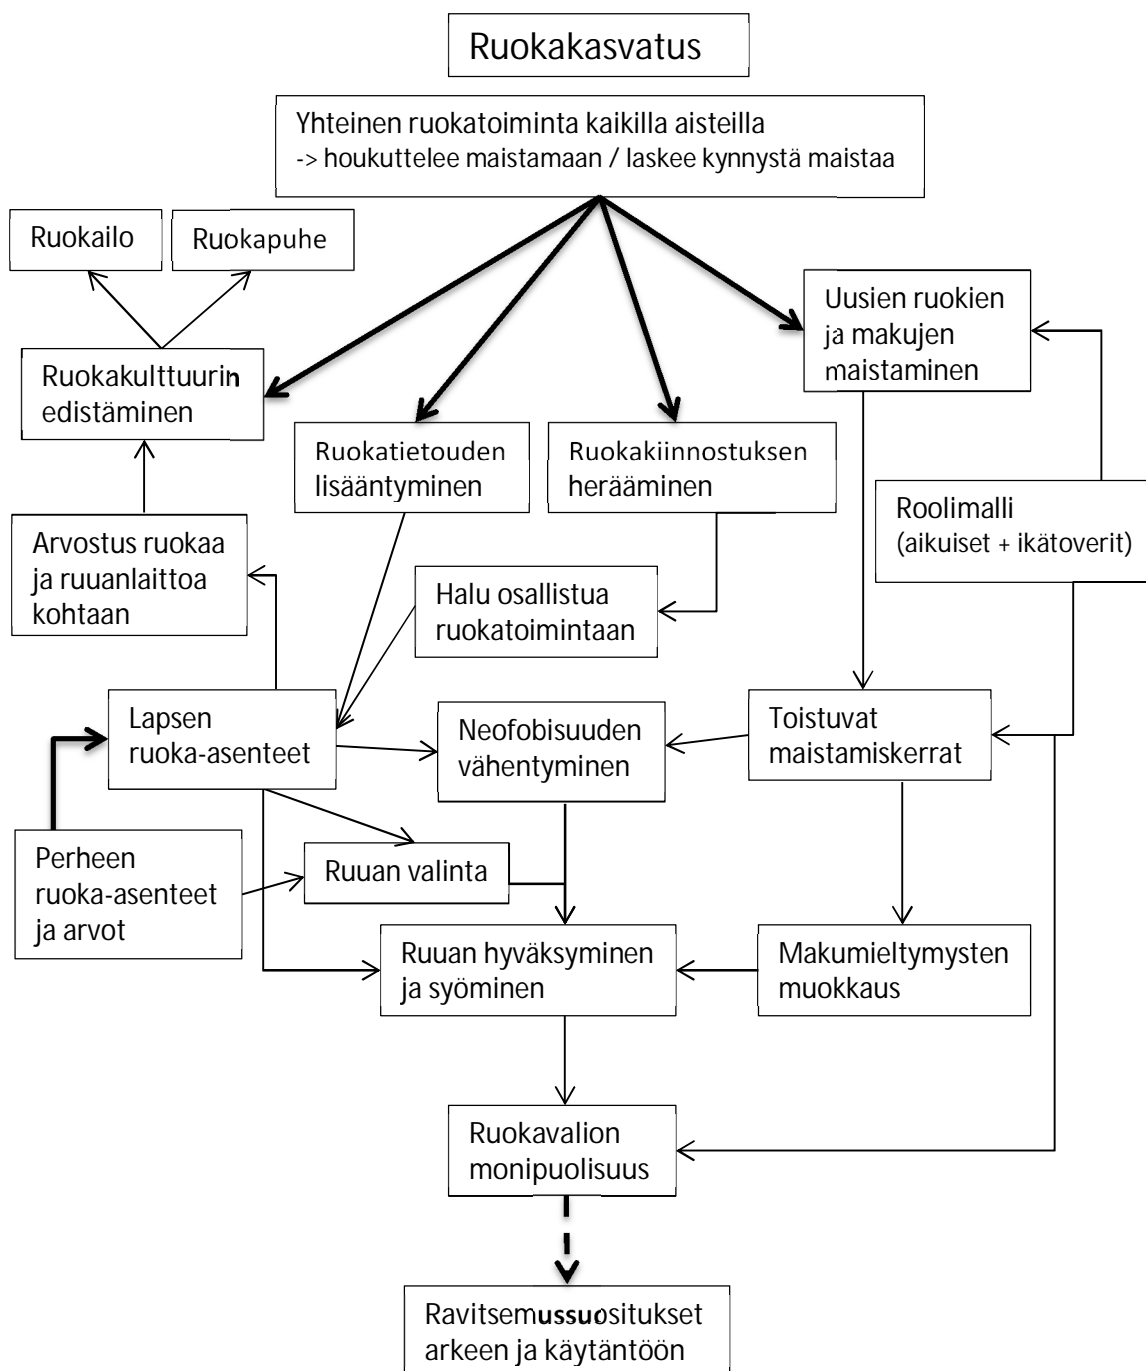 Ruokakasvatus
Yhteinen ruokatoiminta kaikilla aisteilla
-> houkuttelee maistamaan / laskee kynnystä maistaa
Ruokailo
Ruokapuhe
Uusien ruokien
ja makujen
maistaminen
Ruokakulttuurin
edistäminen
Ruokatietouden
lisääntyminen
Ruokakiinnostuksen
herääminen
Roolimalli
(aikuiset + ikätoverit)
Arvostus ruokaa
ja ruuanlaittoa
kohtaan
Halu osallistua
ruokatoimintaan
Lapsen
ruoka-asenteet
Neofobisuuden
vähentyminen
Toistuvat
maistamiskerrat
Perheen
ruoka-asenteet
ja arvot
Ruuan valinta
Ruuan hyväksyminen
ja syöminen
Makumieltymysten
muokkaus
Ruokavalion
monipuolisuus
Ravitsemussuositukset
arkeen ja käytäntöön